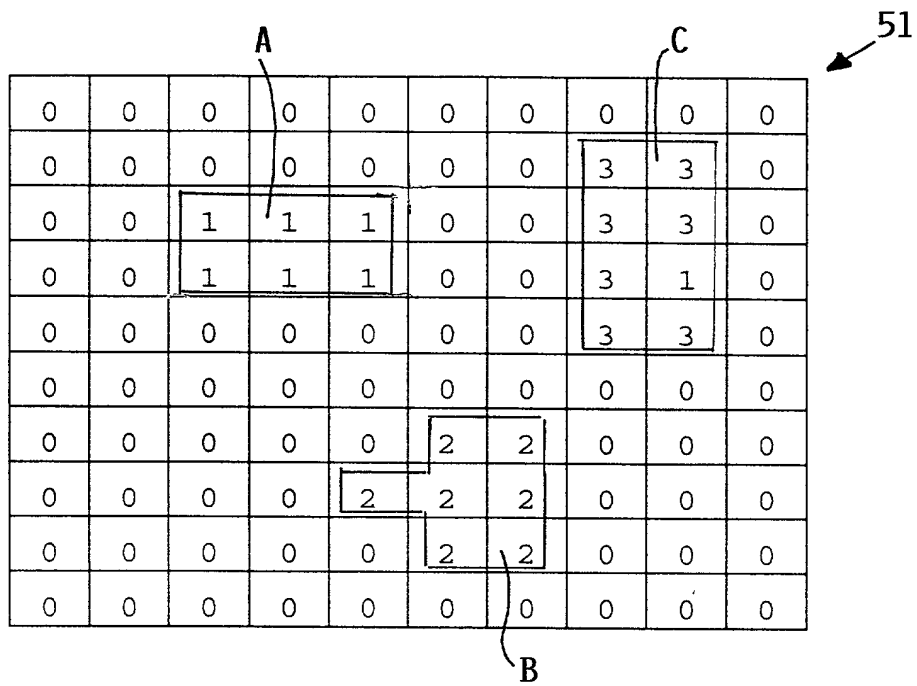 51
A C
0 0 0 0 0 0 0 0 0 0
0 0 0 0 0 0 0 3 3 0
0 0 1 1 1 0 0 3 3 0
0 0 1 1 1 0 0 3 1 0
0 0 0 0 0 0 0 3 3 0
0 0 0 0 0 0 0 0 0 0
0 0 0 0 0 2 2 0 0 0
0 0 0 0 2 2 2 0 0 0
0 0 0 0 0 2 2 0 0 0
0 0 0 0 0 0 0 0 0 0
B